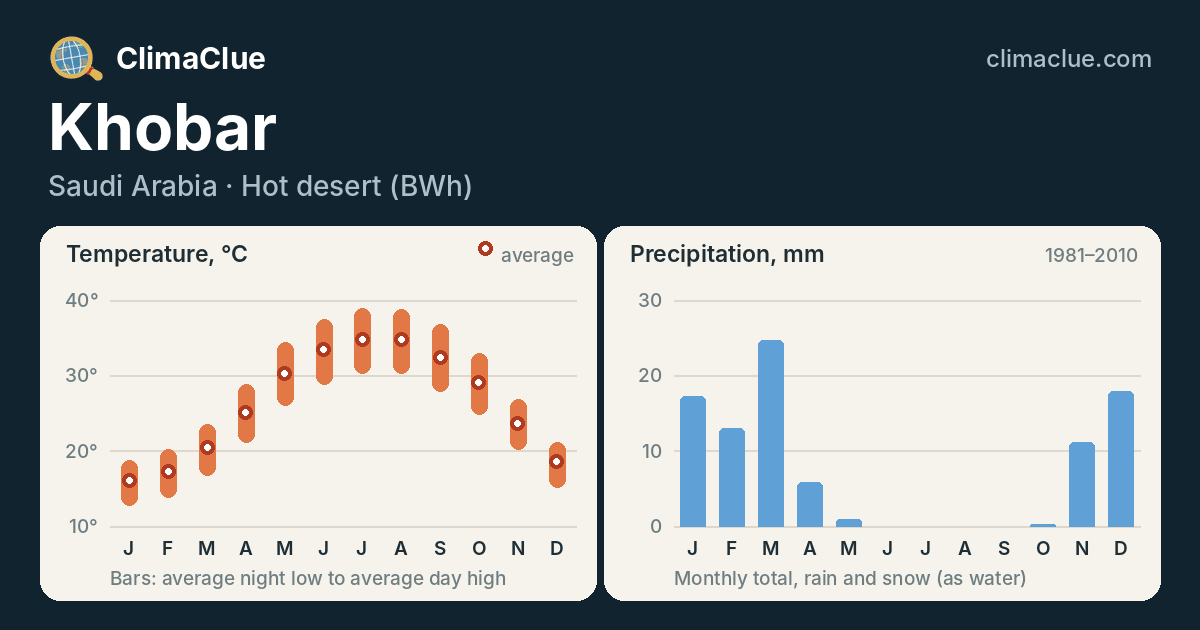 ClimaClue
climaclue.com
Khobar
Saudi Arabia · Hot desert (BWh)
Temperature, °C
average
40°
30°
20°
10°
J F M A M J J A S O N D
Bars: average night low to average day high
Precipitation, mm
1981–2010
30
20
10
0
J F M A M J J A S O N D
Monthly total, rain and snow (as water)